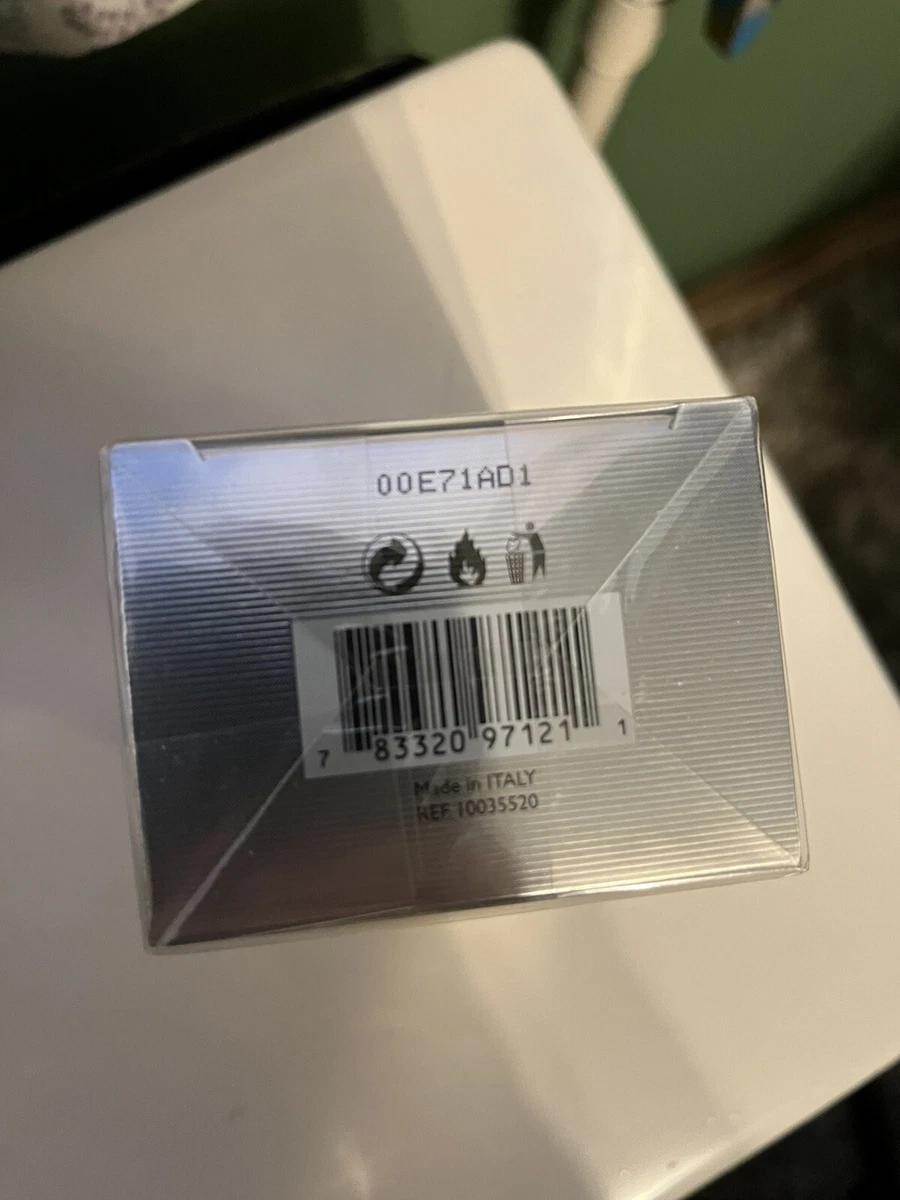 00E71AD1
7 83320 97121 1
Made in ITALY
REF. 10035520